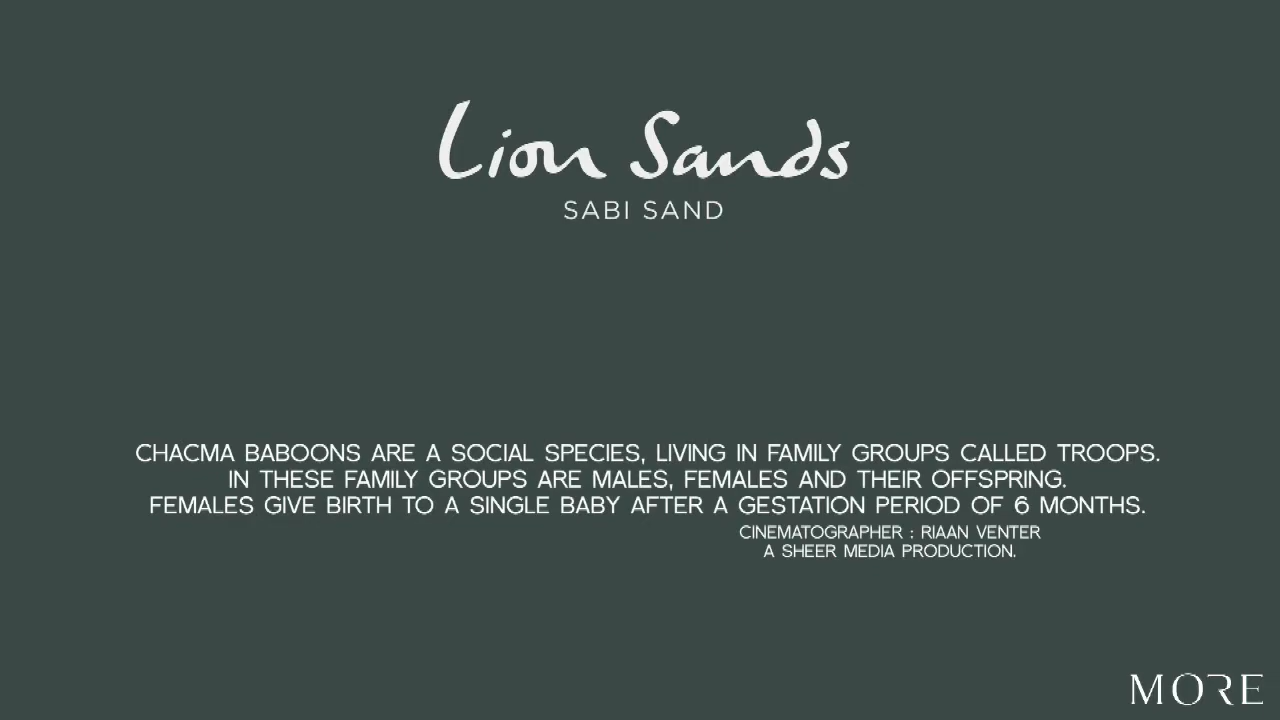 Lion Sands
SABI SAND
CHACMA BABOONS ARE A SOCIAL SPECIES, LIVING IN FAMILY GROUPS CALLED TROOPS.
IN THESE FAMILY GROUPS ARE MALES, FEMALES AND THEIR OFFSPRING.
FEMALES GIVE BIRTH TO A SINGLE BABY AFTER A GESTATION PERIOD OF 6 MONTHS.
CINEMATOGRAPHER : RIAAN VENTER
A SHEER MEDIA PRODUCTION.
MORE